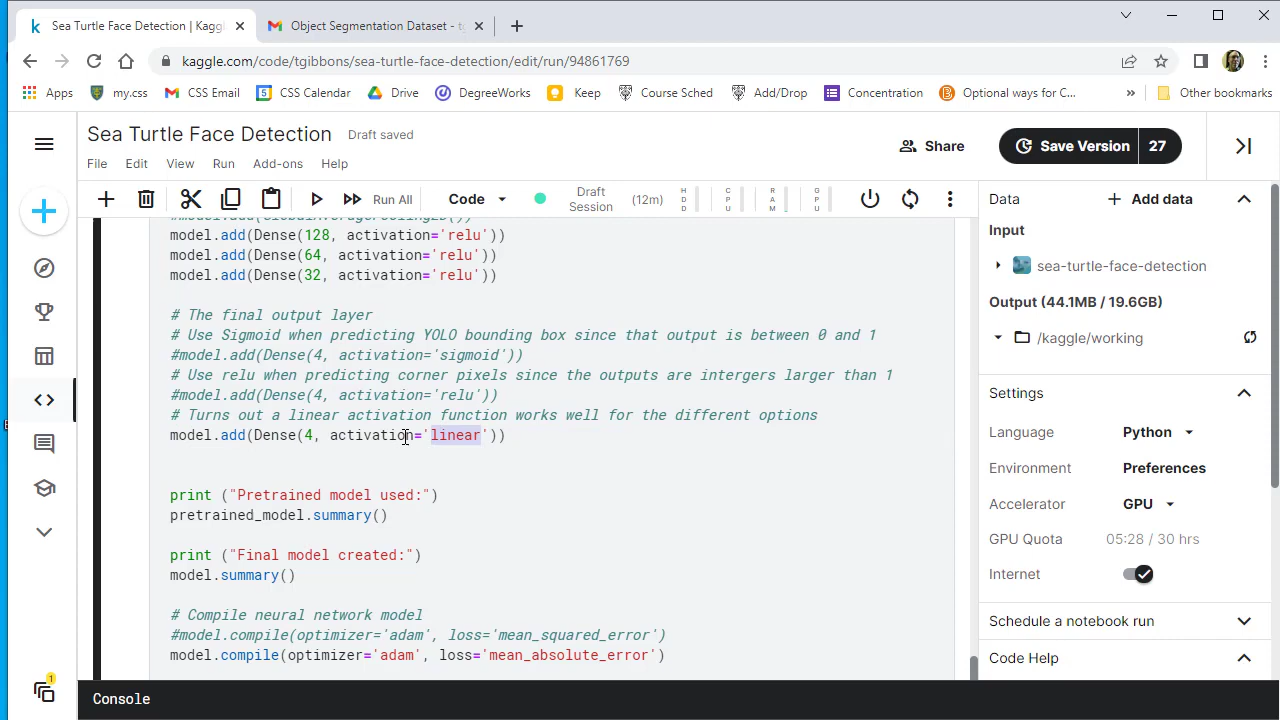 Sea Turtle Face Detection | Kaggl
Object Segmentation Dataset - tg
kaggle.com/code/tgibbons/sea-turtle-face-detection/edit/run/94861769
Apps
my.css
CSS Email
CSS Calendar
Drive
DegreeWorks
Keep
Course Sched
Add/Drop
Concentration
Optional ways for C...
»
Other bookmarks
Sea Turtle Face Detection
Draft saved
File Edit View Run Add-ons Help
Share
Save Version 27
Run All
Code
Draft Session (12m)
HDD
CPU
RAM
GPU
#model.add(GlobalAveragePooling2D())
model.add(Dense(128, activation='relu'))
model.add(Dense(64, activation='relu'))
model.add(Dense(32, activation='relu'))
# The final output layer
# Use Sigmoid when predicting YOLO bounding box since that output is between 0 and 1
#model.add(Dense(4, activation='sigmoid'))
# Use relu when predicting corner pixels since the outputs are intergers larger than 1
#model.add(Dense(4, activation='relu'))
# Turns out a linear activation function works well for the different options
model.add(Dense(4, activation='linear'))
print ("Pretrained model used:")
pretrained_model.summary()
print ("Final model created:")
model.summary()
# Compile neural network model
#model.compile(optimizer='adam', loss='mean_squared_error')
model.compile(optimizer='adam', loss='mean_absolute_error')
Console
1
Data
Add data
Input
sea-turtle-face-detection
Output (44.1MB / 19.6GB)
/kaggle/working
Settings
Language Python
Environment Preferences
Accelerator GPU
GPU Quota 05:28 / 30 hrs
Internet
Schedule a notebook run
Code Help